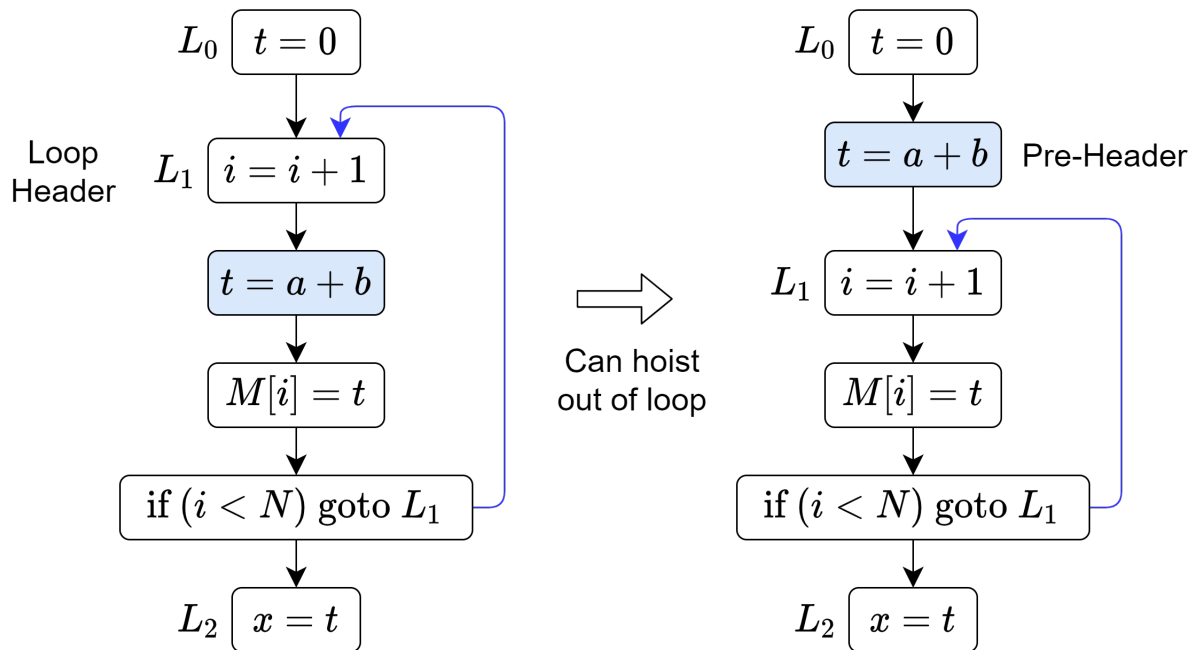 L₀ t = 0
Loop
Header
L₁ i = i + 1
t = a + b
M[i] = t
if (i < N) goto L₁
L₂ x = t
Can hoist
out of loop
L₀ t = 0
t = a + b Pre-Header
L₁ i = i + 1
M[i] = t
if (i < N) goto L₁
L₂ x = t